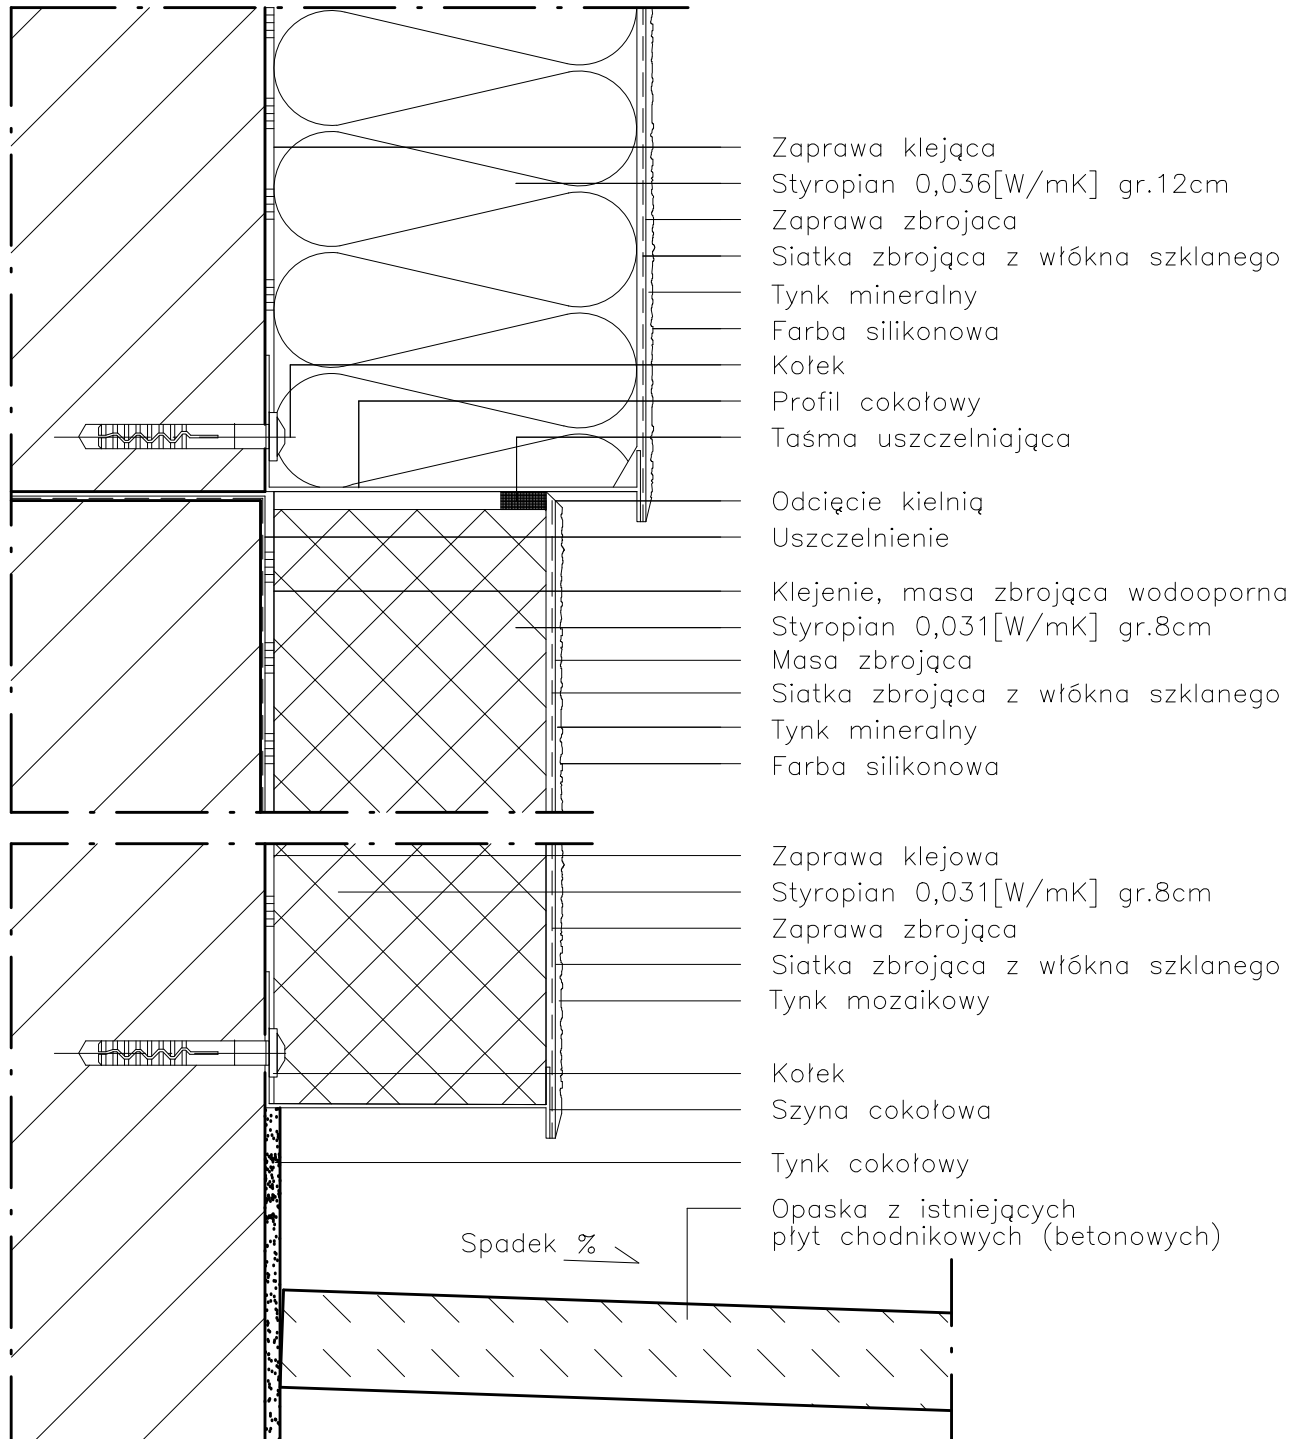 Zaprawa klejąca
Styropian 0,036[W/mK] gr.12cm
Zaprawa zbrojaca
Siatka zbrojąca z włókna szklanego
Tynk mineralny
Farba silikonowa
Kołek
Profil cokołowy
Taśma uszczelniająca
Odcięcie kielnią
Uszczelnienie
Klejenie, masa zbrojąca wodooporna
Styropian 0,031[W/mK] gr.8cm
Masa zbrojąca
Siatka zbrojąca z włókna szklanego
Tynk mineralny
Farba silikonowa
Zaprawa klejowa
Styropian 0,031[W/mK] gr.8cm
Zaprawa zbrojąca
Siatka zbrojąca z włókna szklanego
Tynk mozaikowy
Kołek
Szyna cokołowa
Tynk cokołowy
Opaska z istniejących
płyt chodnikowych (betonowych)
Spadek %